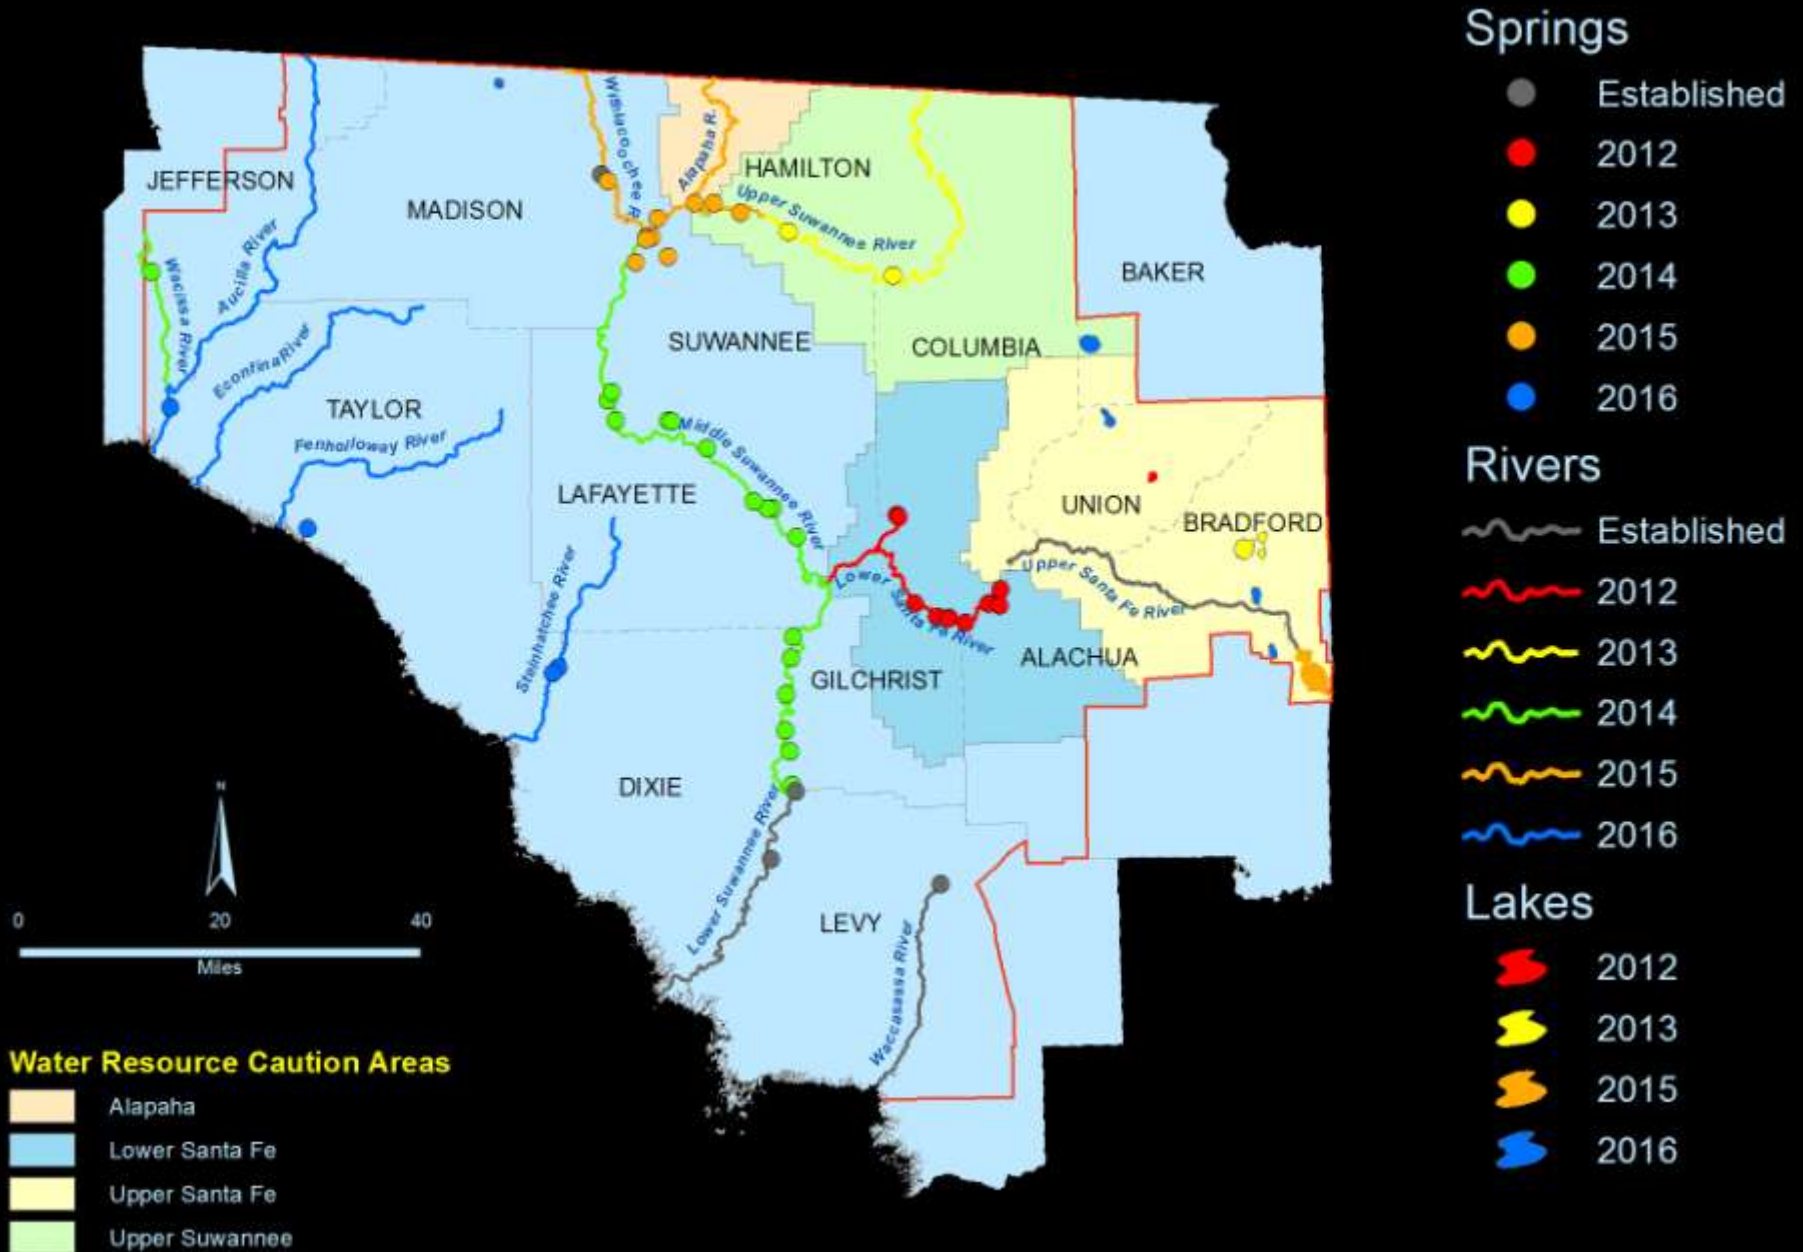 Springs
Established
2012
2013
2014
2015
2016
Rivers
Established
2012
2013
2014
2015
2016
Lakes
2012
2013
2015
2016
JEFFERSON
MADISON
HAMILTON
BAKER
SUWANNEE
COLUMBIA
TAYLOR
LAFAYETTE
UNION
BRADFORD
ALACHUA
GILCHRIST
DIXIE
LEVY
Withlacoochee R.
Alapaha R.
Upper Suwannee River
Wacissa River
Aucilla River
EconfinaRiver
Fenholloway River
Middle Suwannee River
Steinhatchee River
Lower Santa Fe River
Upper Santa Fe River
Lower Suwannee River
Waccasassa River
N
0 20 40
Miles
Water Resource Caution Areas
Alapaha
Lower Santa Fe
Upper Santa Fe
Upper Suwannee